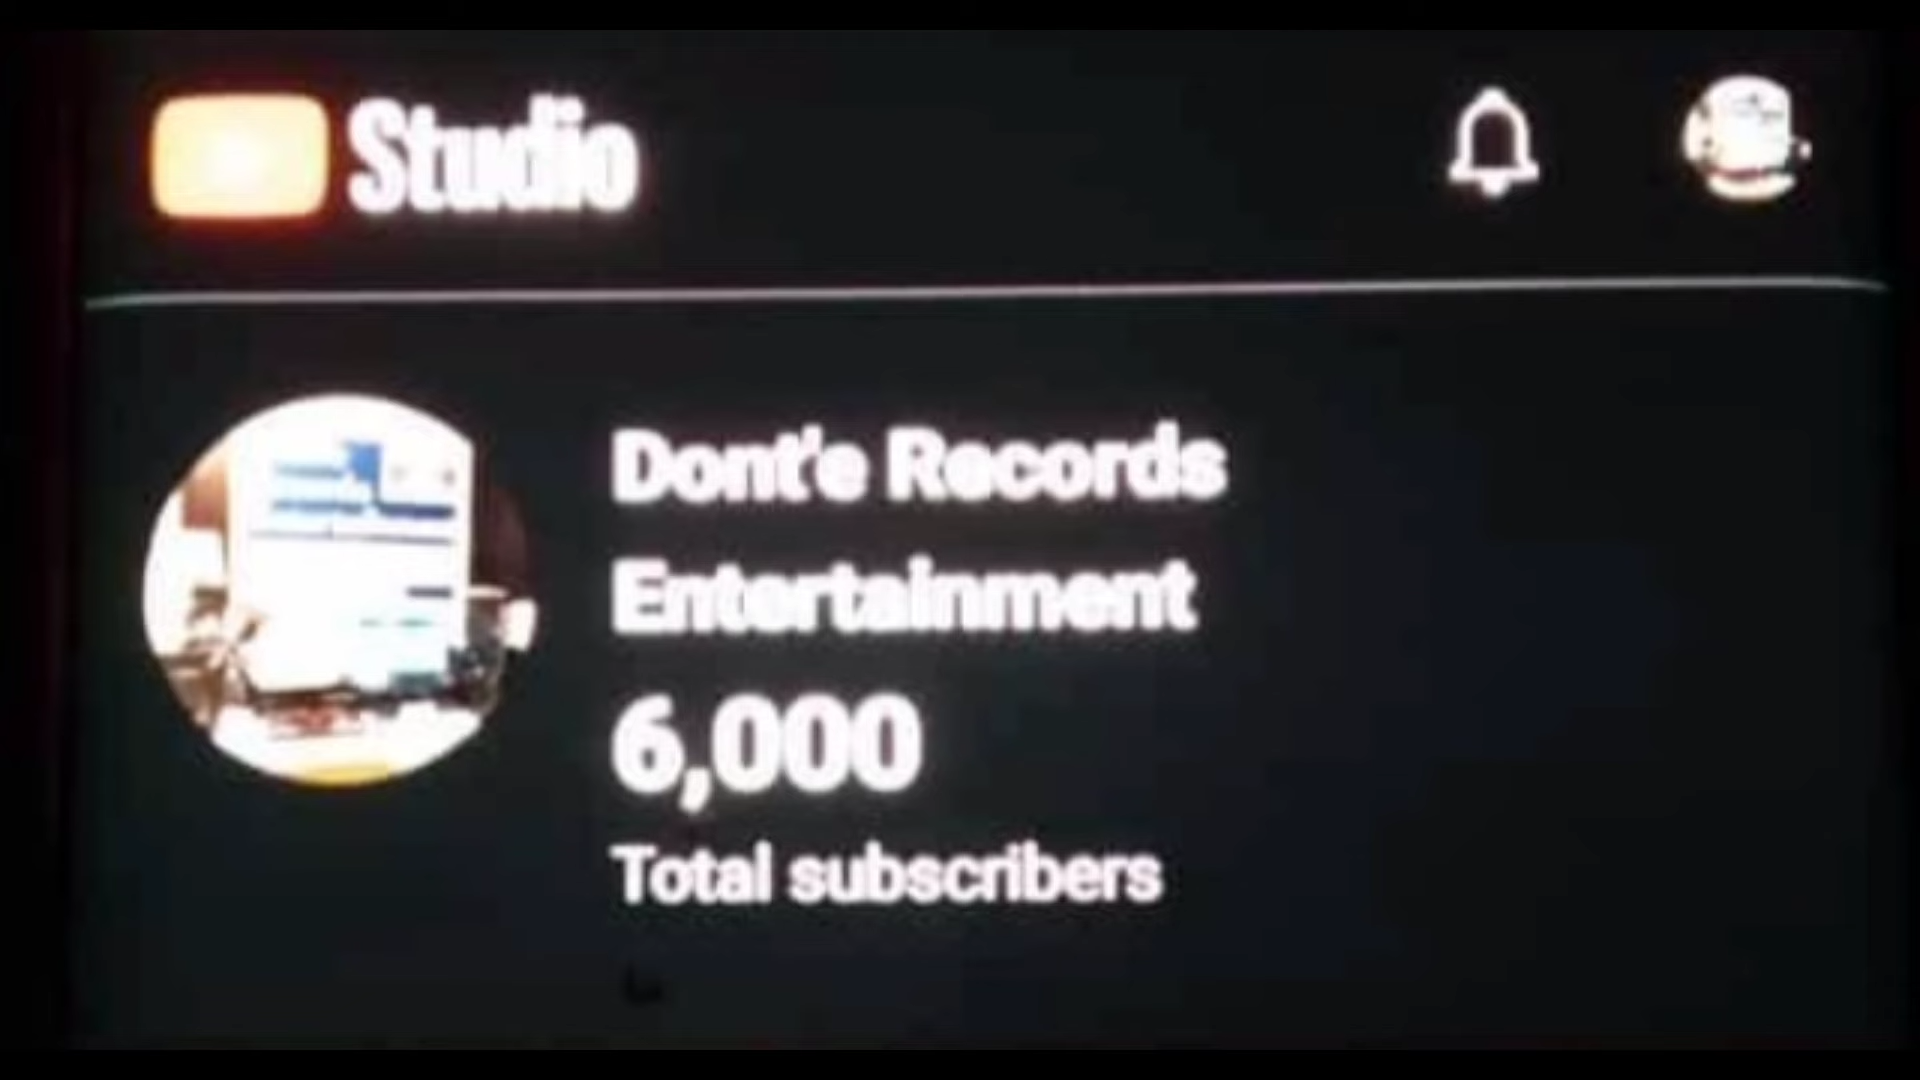 Studio
Dont'e Records
Entertainment
6,000
Total subscribers